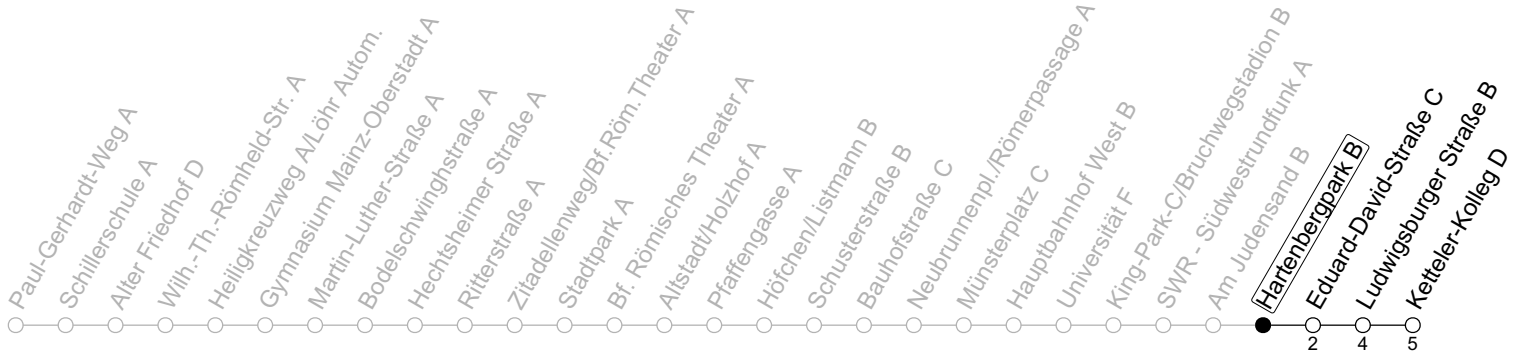 Paul-Gerhardt-Weg A
Schillerschule A
Alter Friedhof D
Wilh.-Th.-Römheld-Str. A
Heiligkreuzweg A/Löhr Autom.
Gymnasium Mainz-Oberstadt A
Martin-Luther-Straße A
Bodelschwinghstraße A
Hechtsheimer Straße A
Ritterstraße A
Zitadellenweg/Bf.Röm.Theater A
Stadtpark A
Bf. Römisches Theater A
Altstadt/Holzhof A
Pfaffengasse A
Höfchen/Listmann B
Schusterstraße B
Bauhofstraße C
Neubrunnenpl./Römerpassage A
Münsterplatz C
Hauptbahnhof West B
Universität F
King-Park-C/Bruchwegstadion B
SWR - Südwestrundfunk A
Am Judensand B
Hartenbergpark B
Eduard-David-Straße C
Ludwigsburger Straße B
Ketteler-Kolleg D
2 4 5